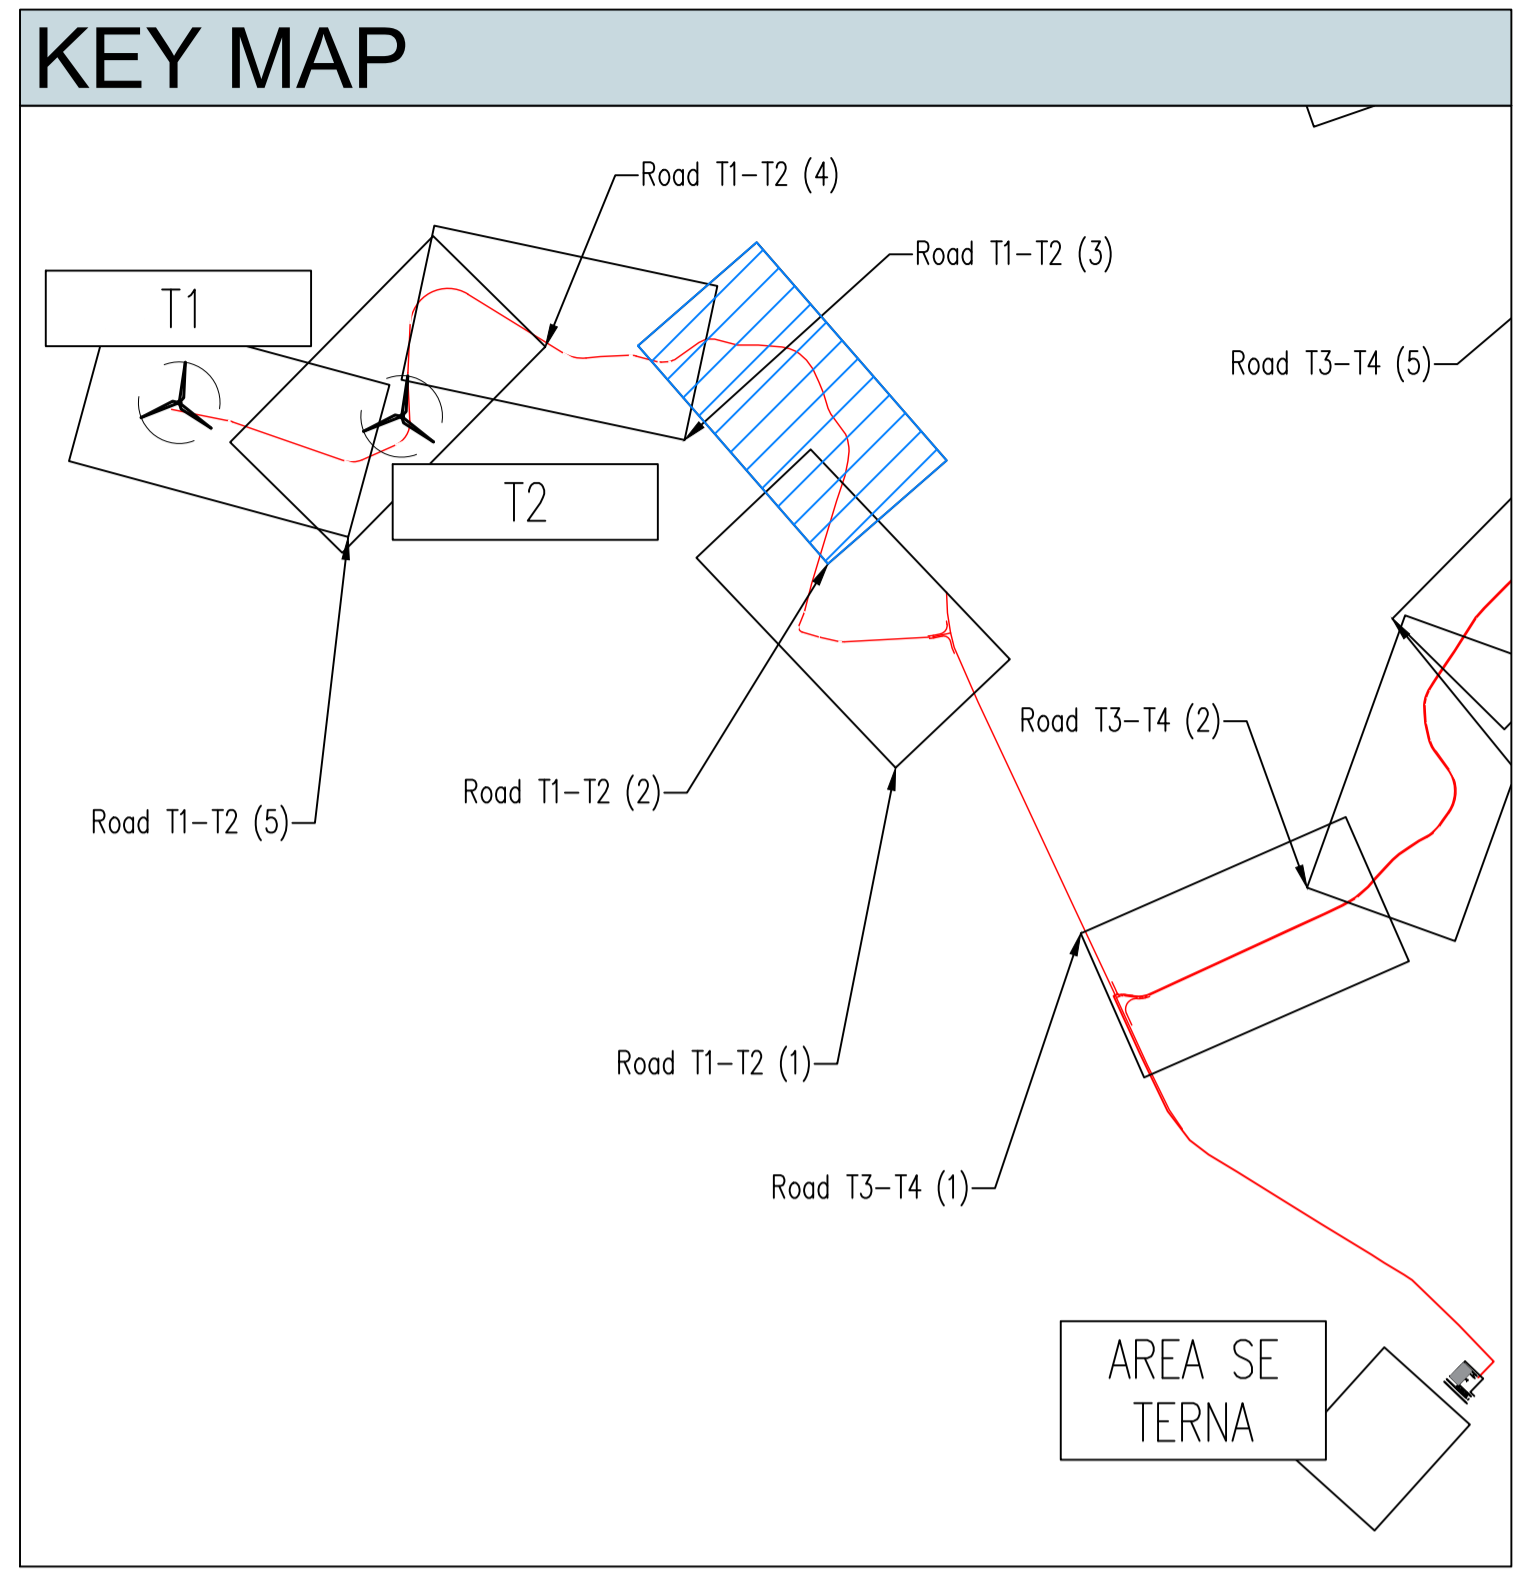 KEY MAP
Road T1-T2 (4)
Road T1-T2 (3)
T1
Road T3-T4 (5)
T2
Road T3-T4 (2)
Road T1-T2 (2)
Road T1-T2 (5)
Road T1-T2 (1)
Road T3-T4 (1)
AREA SE
TERNA